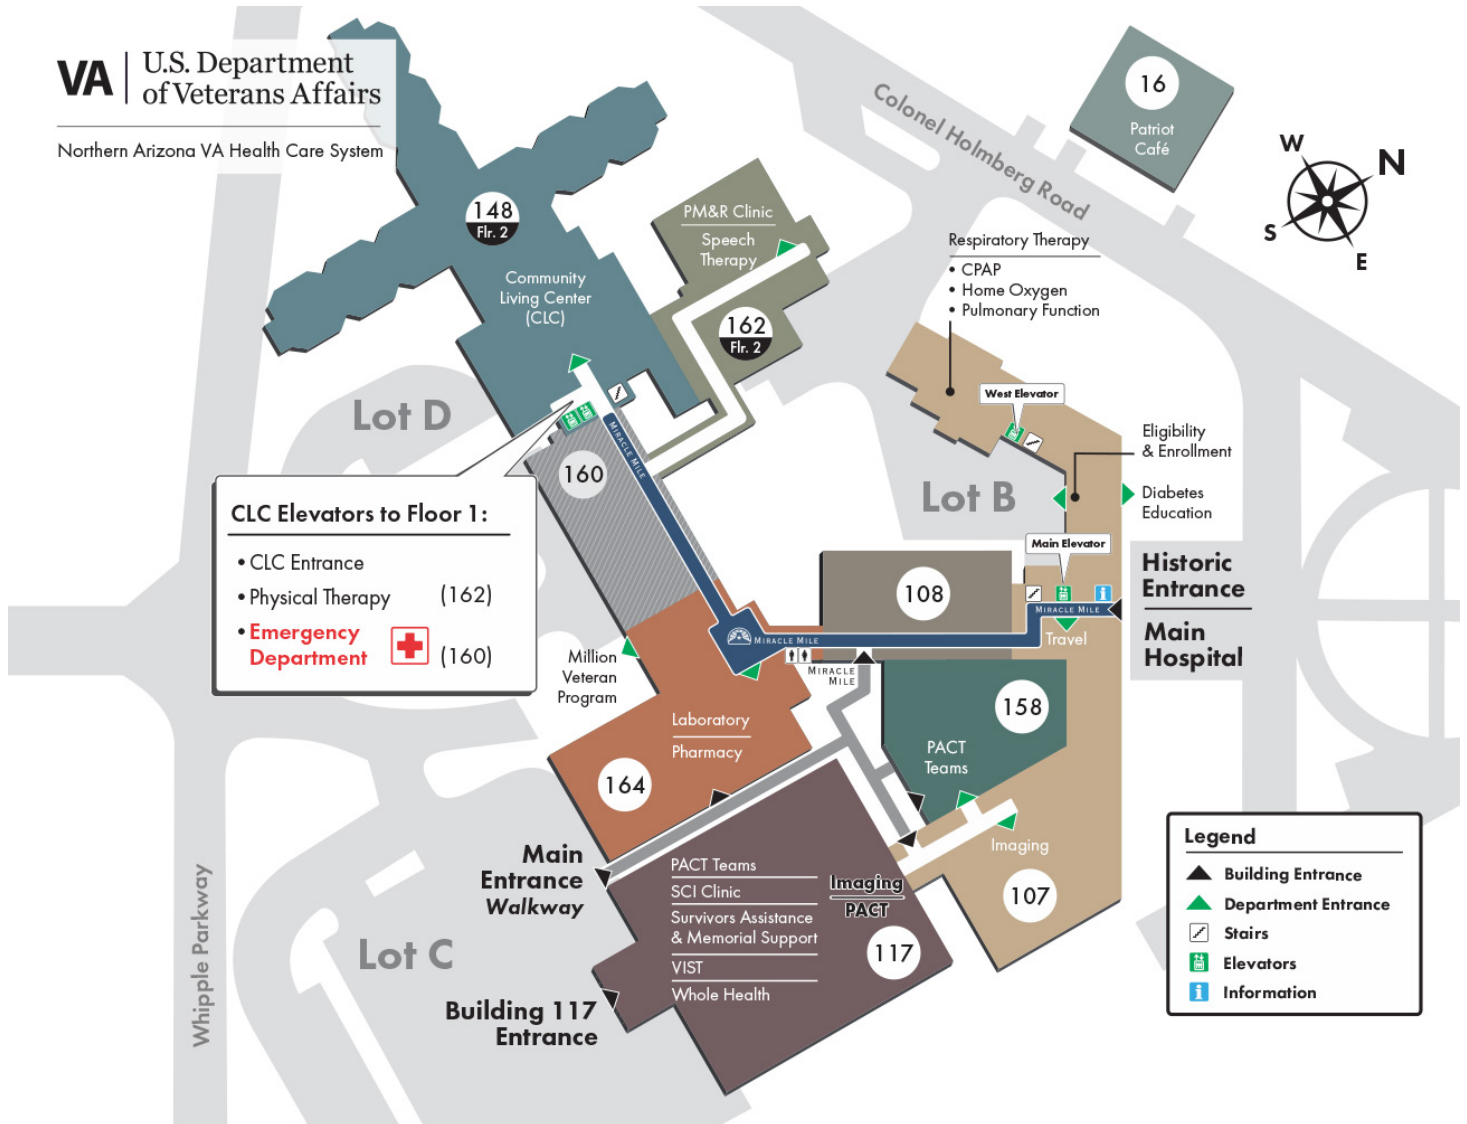 VA
U.S. Department
of Veterans Affairs
Northern Arizona VA Health Care System
16
Patriot
Café
Colonel Holmberg Road
W
N
S
E
148
Flr. 2
Community
Living Center
(CLC)
PM&R Clinic
Speech
Therapy
162
Flr. 2
Respiratory Therapy
• CPAP
• Home Oxygen
• Pulmonary Function
West Elevator
Eligibility
& Enrollment
Diabetes
Education
Lot D
Lot B
Main Elevator
Historic
Entrance
Main
Hospital
160
Miracle Mile
CLC Elevators to Floor 1:
• CLC Entrance
• Physical Therapy (162)
• Emergency
Department (160)
108
Miracle Mile
Miracle Mile
Travel
Miracle
Mile
Million
Veteran
Program
Laboratory
Pharmacy
164
158
PACT
Teams
Imaging
107
Main
Entrance
Walkway
PACT Teams
SCI Clinic
Survivors Assistance
& Memorial Support
VIST
Whole Health
Imaging
PACT
117
Lot C
Building 117
Entrance
Whipple Parkway
Legend
Building Entrance
Department Entrance
Stairs
Elevators
i Information